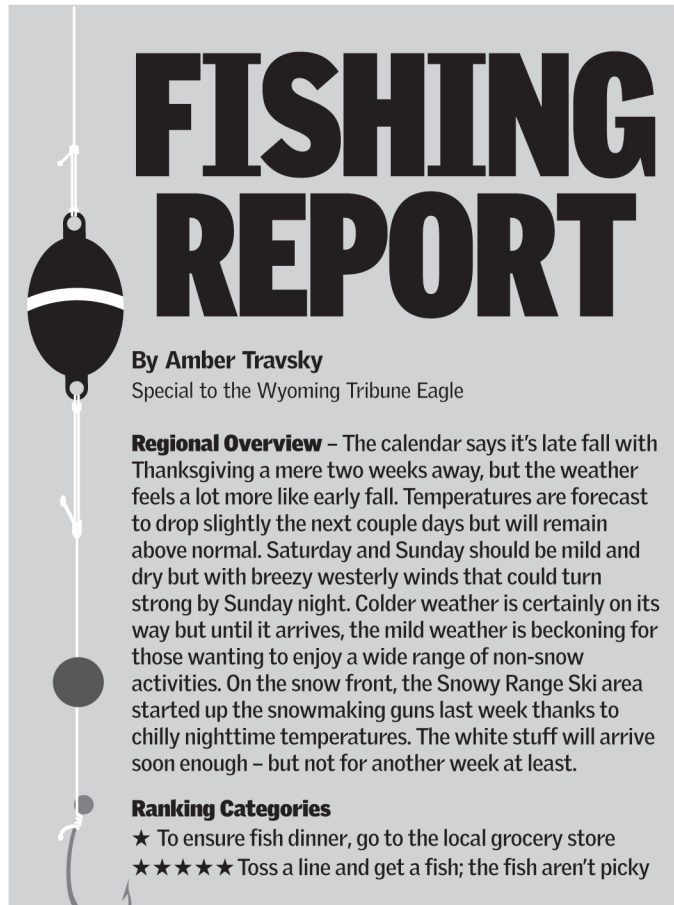 FISHING
REPORT
By Amber Travsky
Special to the Wyoming Tribune Eagle
Regional Overview – The calendar says it's late fall with
Thanksgiving a mere two weeks away, but the weather
feels a lot more like early fall. Temperatures are forecast
to drop slightly the next couple days but will remain
above normal. Saturday and Sunday should be mild and
dry but with breezy westerly winds that could turn
strong by Sunday night. Colder weather is certainly on its
way but until it arrives, the mild weather is beckoning for
those wanting to enjoy a wide range of non-snow
activities. On the snow front, the Snowy Range Ski area
started up the snowmaking guns last week thanks to
chilly nighttime temperatures. The white stuff will arrive
soon enough – but not for another week at least.
Ranking Categories
★ To ensure fish dinner, go to the local grocery store
★★★★★ Toss a line and get a fish; the fish aren't picky